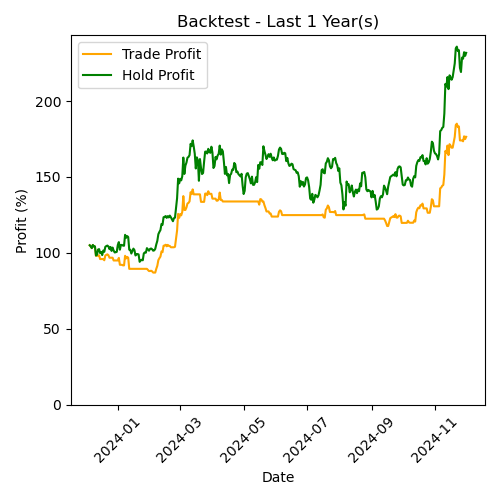 Backtest - Last 1 Year(s)
Trade Profit
Hold Profit
Profit (%)
200
150
100
50
0
2024-01
2024-03
2024-05
2024-07
2024-09
2024-11
Date